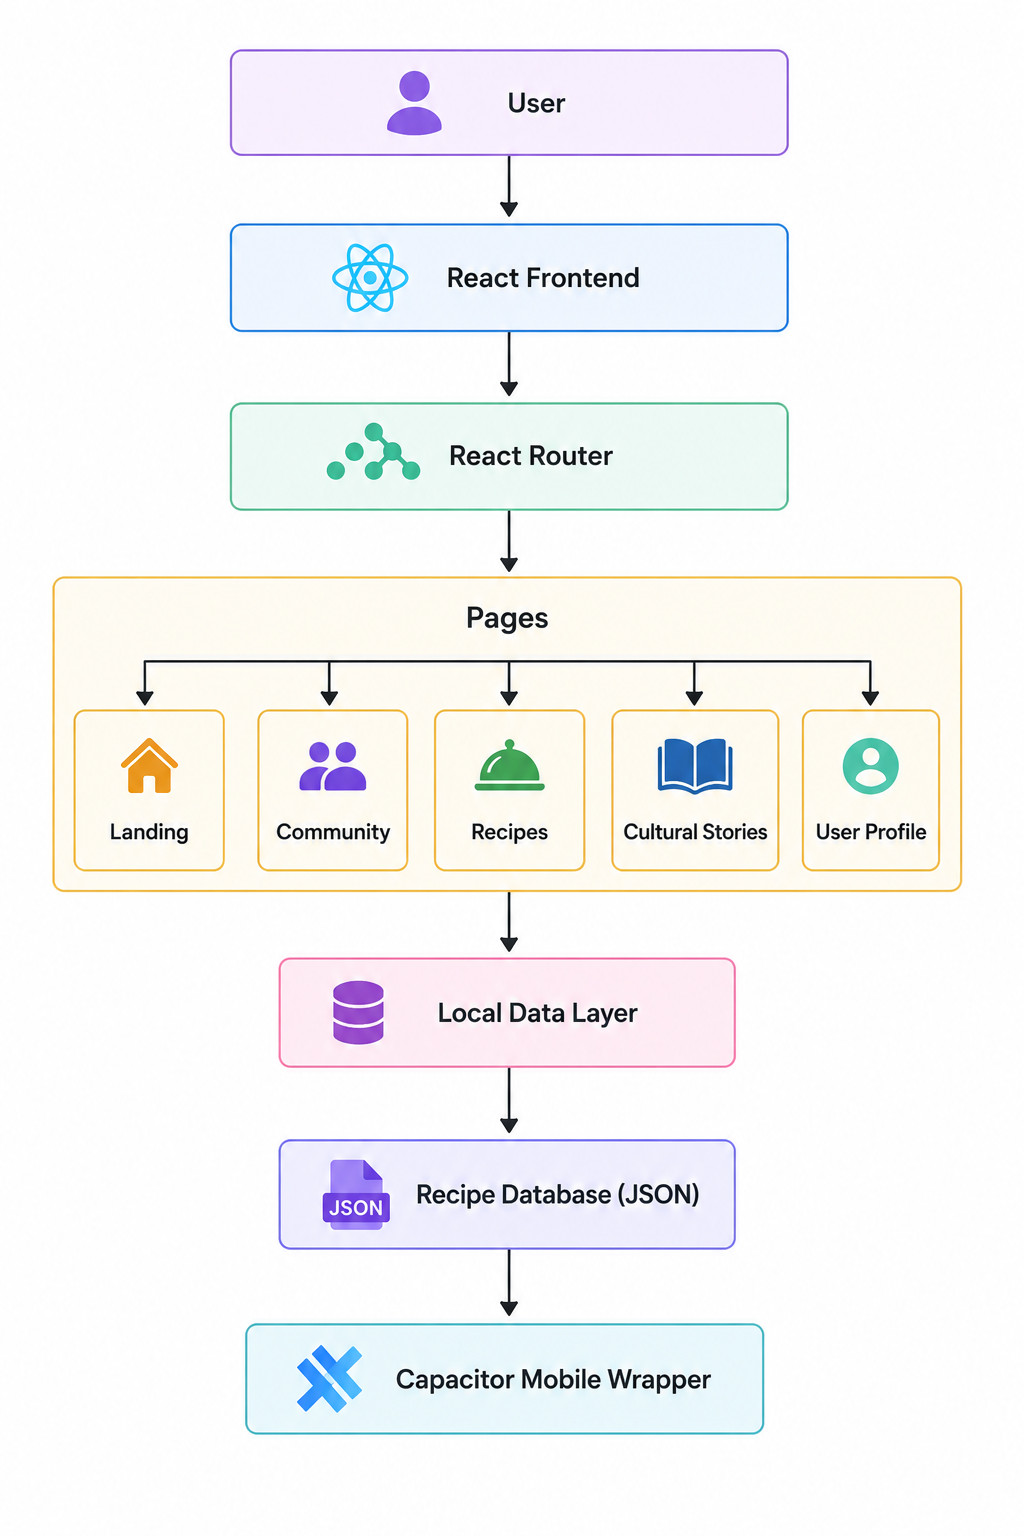 User
React Frontend
React Router
Pages
Landing
Community
Recipes
Cultural Stories
User Profile
Local Data Layer
JSON
Recipe Database (JSON)
Capacitor Mobile Wrapper